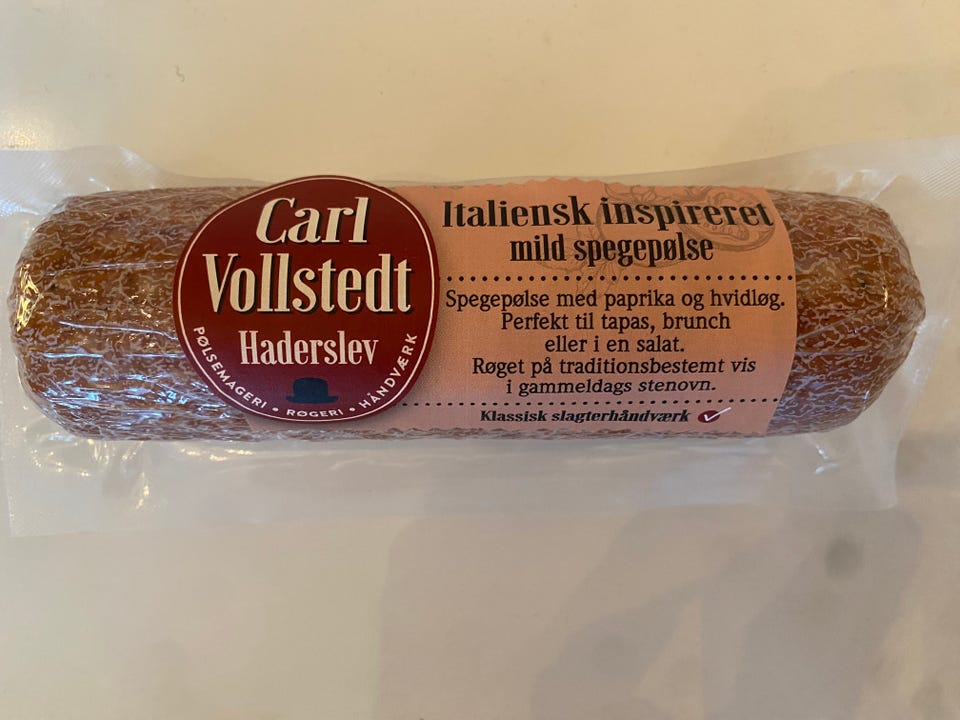 Carl
Vollstedt
Haderslev
PØLSEMAGERI • RØGERI • HÅNDVÆRK
Italiensk inspireret
mild spegepølse
Spegepølse med paprika og hvidløg.
Perfekt til tapas, brunch
eller i en salat.
Røget på traditionsbestemt vis
i gammeldags stenovn.
Klassisk slagterhåndværk